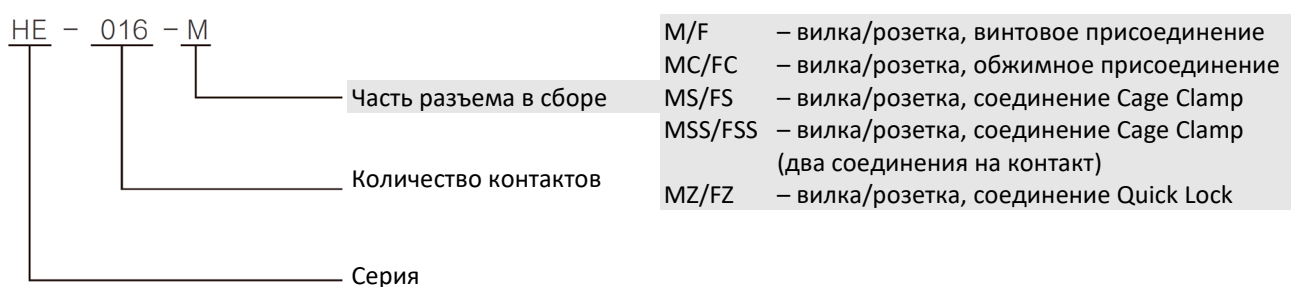 HE - 016 - M
M/F – вилка/розетка, винтовое присоединение
MC/FC – вилка/розетка, обжимное присоединение
Часть разъема в сборе MS/FS – вилка/розетка, соединение Cage Clamp
MSS/FSS – вилка/розетка, соединение Cage Clamp
(два соединения на контакт)
Количество контактов
MZ/FZ – вилка/розетка, соединение Quick Lock
Серия